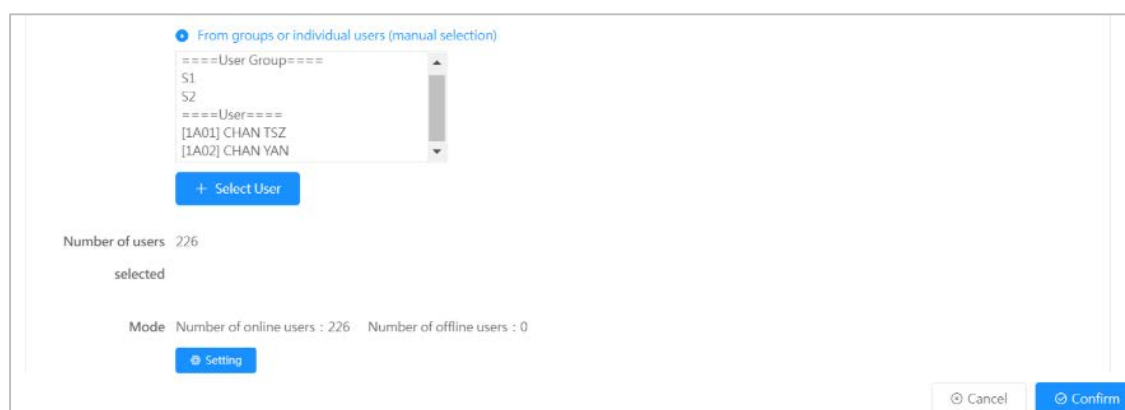 From groups or individual users (manual selection)
====User Group====
S1
S2
====User====
[1A01] CHAN TSZ
[1A02] CHAN YAN
+ Select User
Number of users 226
selected
Mode Number of online users : 226 Number of offline users : 0
Setting
Cancel Confirm